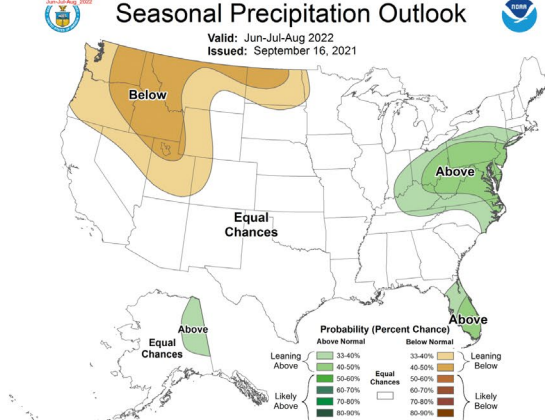 Jun-Jul-Aug, 2022
Seasonal Precipitation Outlook
NOAA
Valid: Jun-Jul-Aug 2022
Issued: September 16, 2021
Below
Above
Equal
Chances
Above
Above
Equal
Chances
Probability (Percent Chance)
Above Normal
Below Normal
Leaning
Above
33-40%
40-50%
Likely
Above
50-60%
60-70%
70-80%
80-90%
Equal
Chances
33-40%
40-50%
Leaning
Below
50-60%
60-70%
70-80%
80-90%
Likely
Below